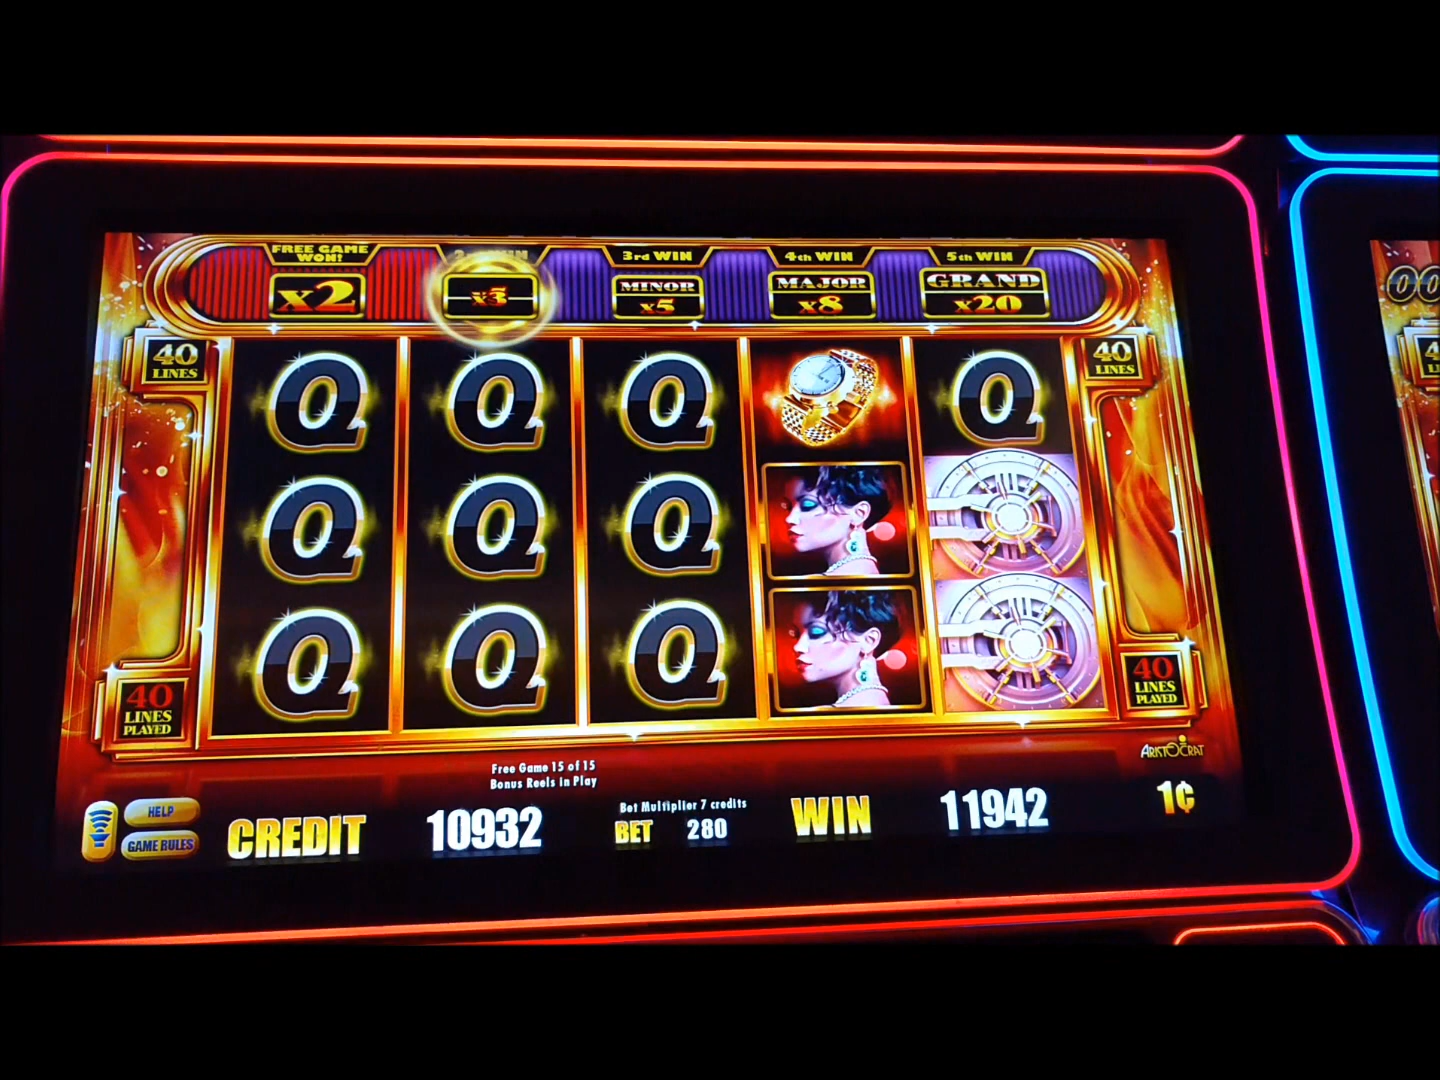 FREE GAME
WON!
x2
WIN
3rd WIN
MINOR
x5
4th WIN
MAJOR
x8
5th WIN
GRAND
x20
40
LINES
40
LINES
Q Q Q Q
Q Q Q
Q Q Q
40
LINES
PLAYED
40
LINES
PLAYED
ARISTOCRAT
Free Game 15 of 15
Bonus Reels in Play
HELP
GAME RULES
CREDIT 10932
Bet Multiplier 7 credits
BET 280
WIN 11942
1¢